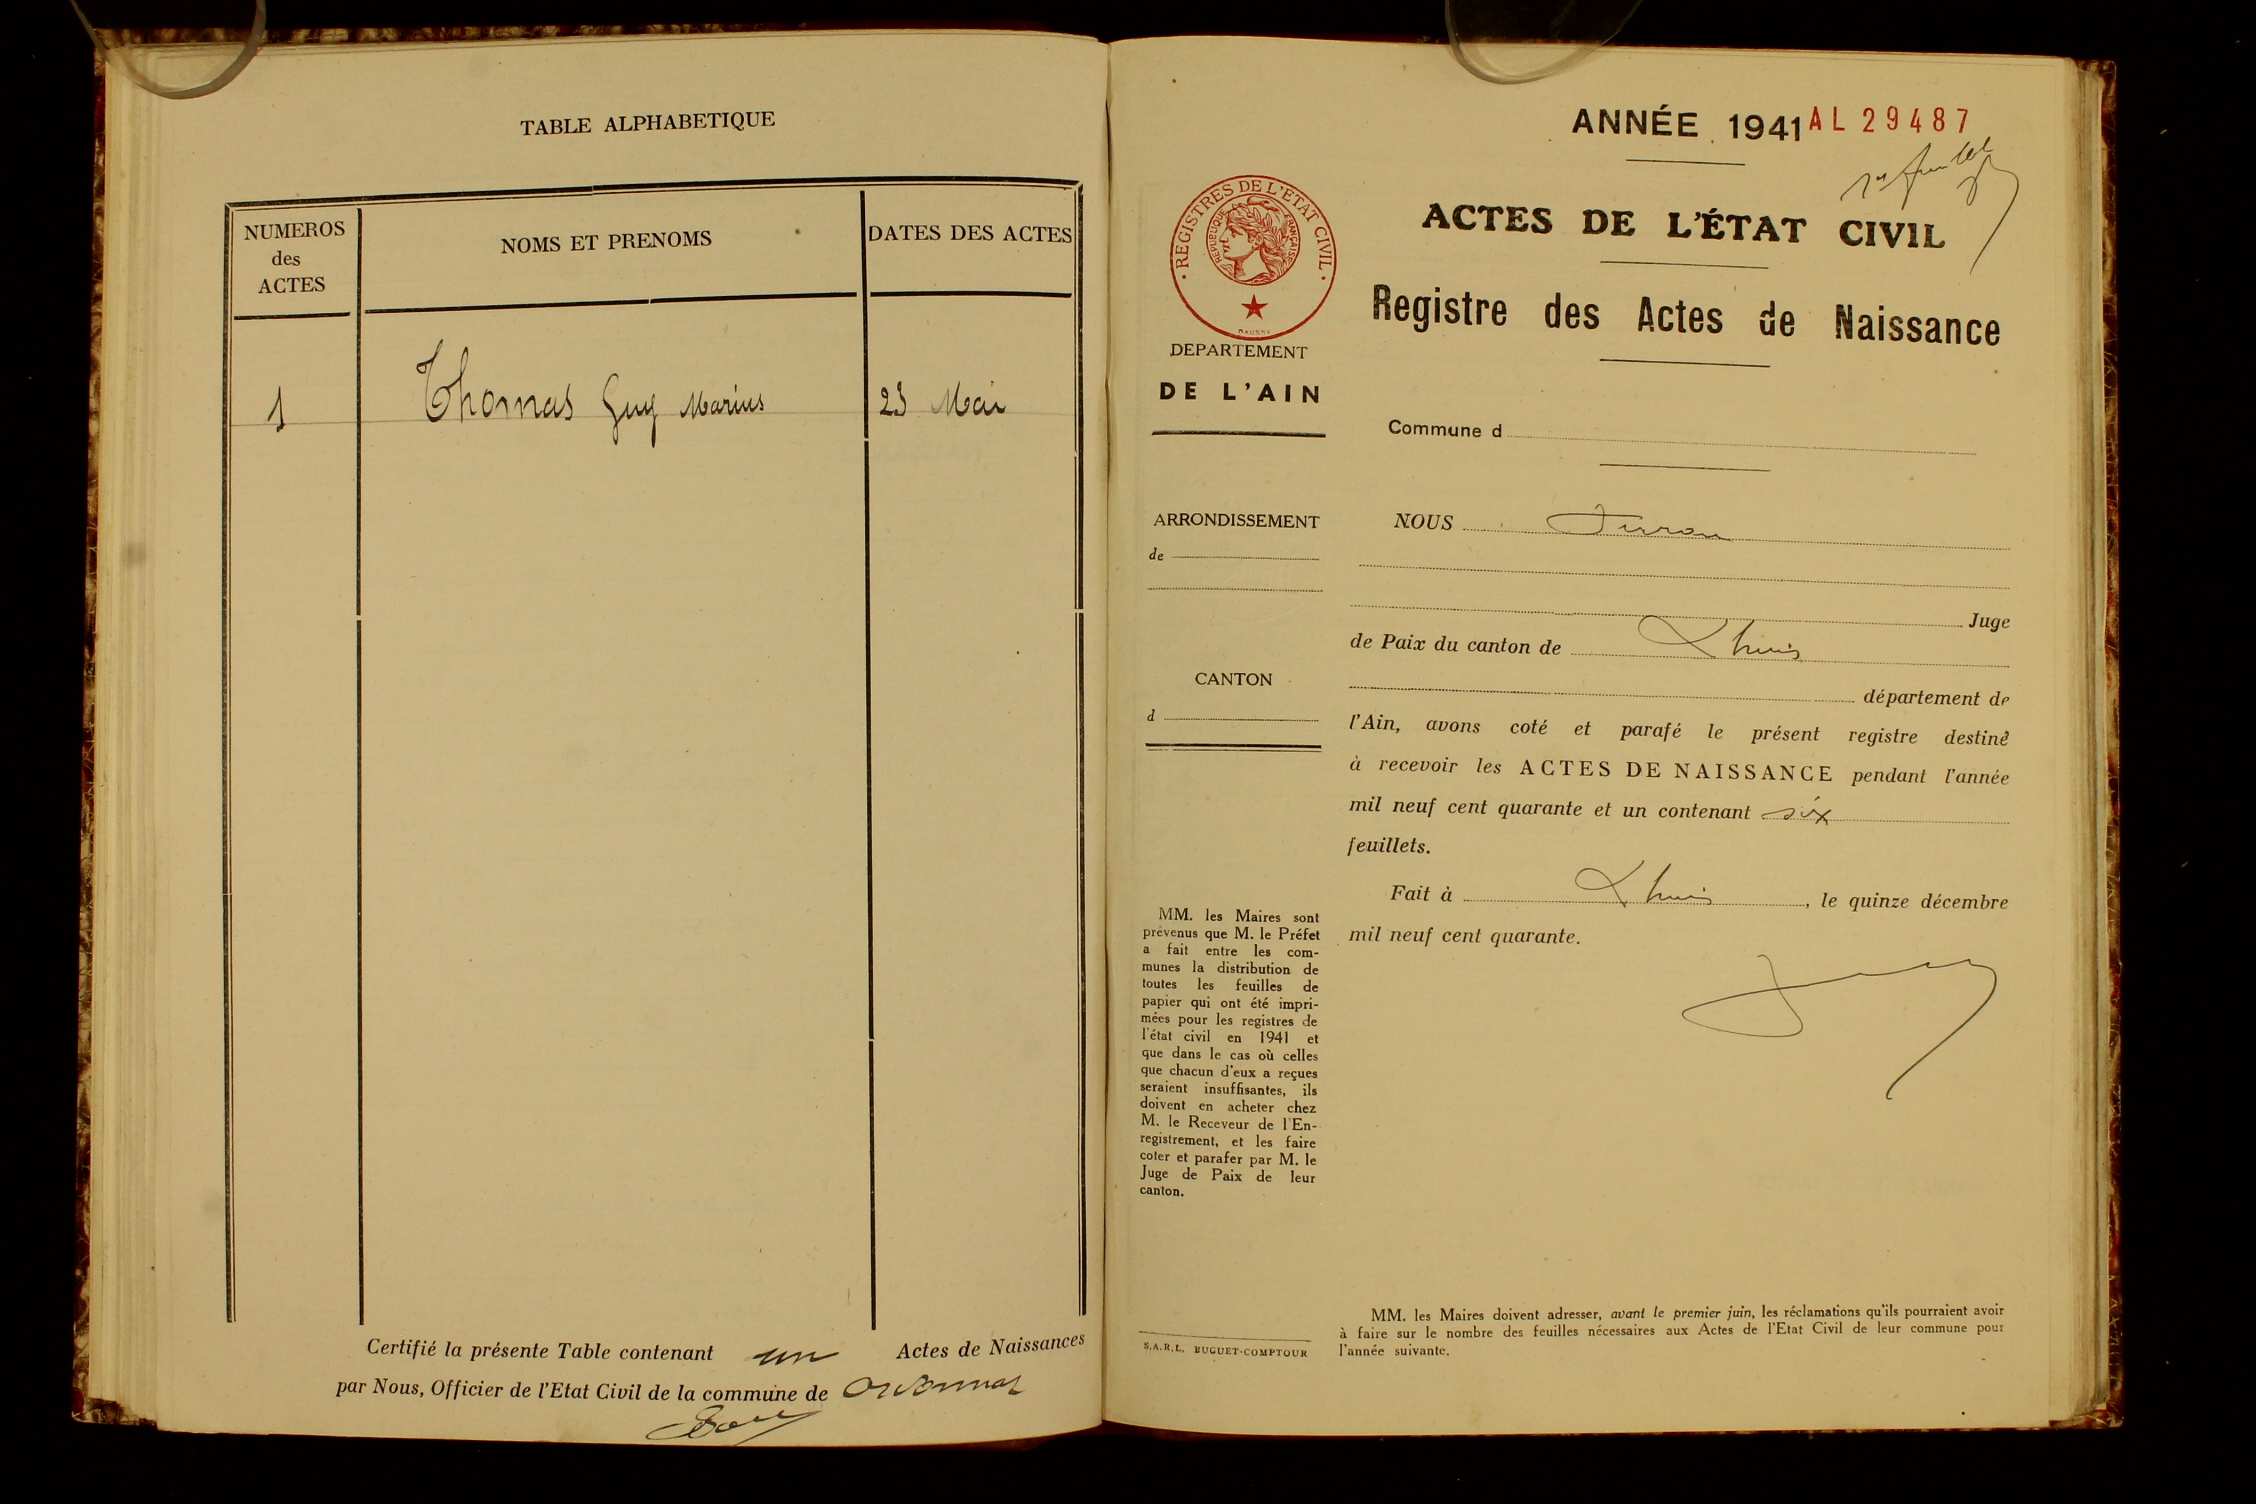 TABLE ALPHABETIQUE
NUMEROS
des
ACTES
NOMS ET PRENOMS
DATES DES ACTES
1 Thomas Guy Marius 23 Mai
Certifié la présente Table contenant un Actes de Naissances
par Nous, Officier de l'Etat Civil de la commune de
ANNÉE 1941 AL 29487
1er feuillet
ACTES DE L'ÉTAT CIVIL
REGISTRES DE L'ETAT CIVIL
REPUBLIQUE FRANÇAISE
Registre des Actes de Naissance
DEPARTEMENT
DE L'AIN
Commune d
ARRONDISSEMENT
de
CANTON
d
MM. les Maires sont
prévenus que M. le Préfet
a fait entre les com-
munes la distribution de
toutes les feuilles de
papier qui ont été impri-
mées pour les registres de
l'état civil en 1941 et
que dans le cas où celles
que chacun d'eux a reçues
seraient insuffisantes, ils
doivent en acheter chez
M. le Receveur de l'En-
registrement, et les faire
coter et parafer par M. le
Juge de Paix de leur
canton.
S.A.R.L. BUGUET-COMPTOUR
NOUS
Juge
de Paix du canton de Lhuis
département de
l'Ain, avons coté et parafé le présent registre destiné
à recevoir les ACTES DE NAISSANCE pendant l'année
mil neuf cent quarante et un contenant six
feuillets.
Fait à Lhuis, le quinze décembre
mil neuf cent quarante.
MM. les Maires doivent adresser, avant le premier juin, les réclamations qu'ils pourraient avoir
à faire sur le nombre des feuilles nécessaires aux Actes de l'Etat Civil de leur commune pour
l'année suivante.